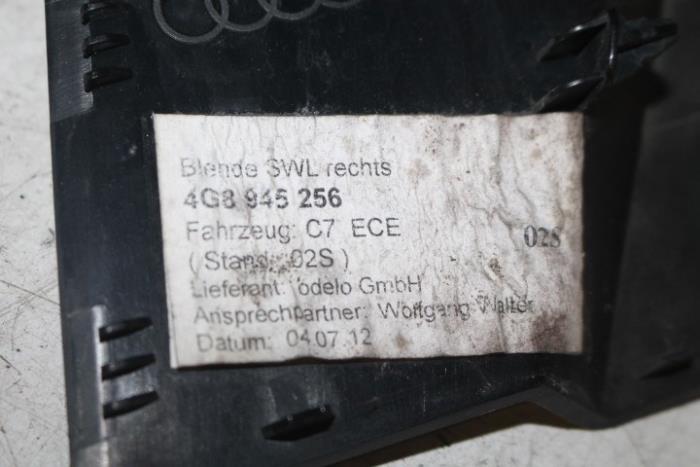 Blende SWL rechts
4G8 945 256
Fahrzeug: C7 ECE
02S
( Stand: 02S )
Lieferant: odelo GmbH
Ansprechpartner: Wolfgang Walter
Datum: 04.07.12